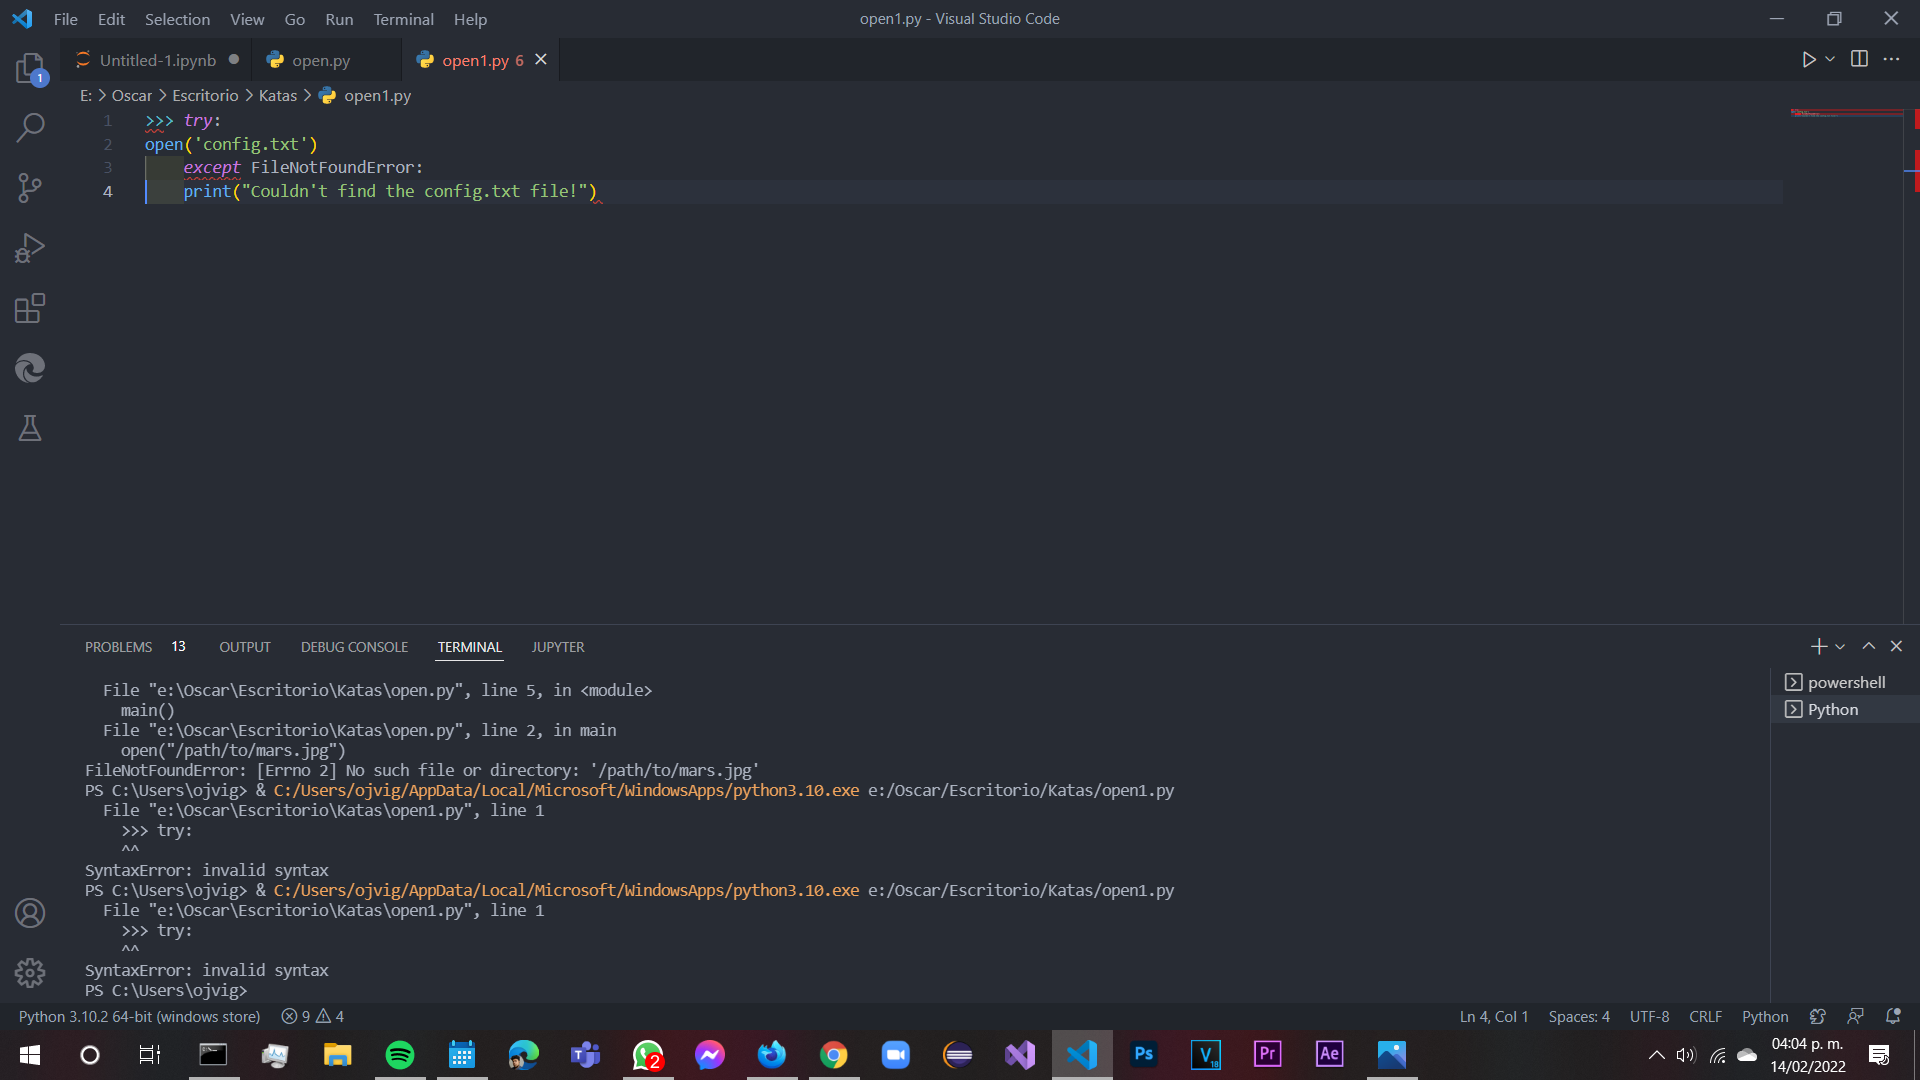 File Edit Selection View Go Run Terminal Help
open1.py - Visual Studio Code
Untitled-1.ipynb
open.py
open1.py 6
E: > Oscar > Escritorio > Katas > open1.py
1 >>> try:
2 open('config.txt')
3 except FileNotFoundError:
4 print("Couldn't find the config.txt file!")
1
PROBLEMS 13 OUTPUT DEBUG CONSOLE TERMINAL JUPYTER
powershell
Python
File "e:\Oscar\Escritorio\Katas\open.py", line 5, in <module>
main()
File "e:\Oscar\Escritorio\Katas\open.py", line 2, in main
open("/path/to/mars.jpg")
FileNotFoundError: [Errno 2] No such file or directory: '/path/to/mars.jpg'
PS C:\Users\ojvig> & C:/Users/ojvig/AppData/Local/Microsoft/WindowsApps/python3.10.exe e:/Oscar/Escritorio/Katas/open1.py
File "e:\Oscar\Escritorio\Katas\open1.py", line 1
>>> try:
^^
SyntaxError: invalid syntax
PS C:\Users\ojvig> & C:/Users/ojvig/AppData/Local/Microsoft/WindowsApps/python3.10.exe e:/Oscar/Escritorio/Katas/open1.py
File "e:\Oscar\Escritorio\Katas\open1.py", line 1
>>> try:
^^
SyntaxError: invalid syntax
PS C:\Users\ojvig>
Python 3.10.2 64-bit (windows store) 9 4
Ln 4, Col 1 Spaces: 4 UTF-8 CRLF Python
2
Ps
V
18
Pr
Ae
04:04 p. m.
14/02/2022